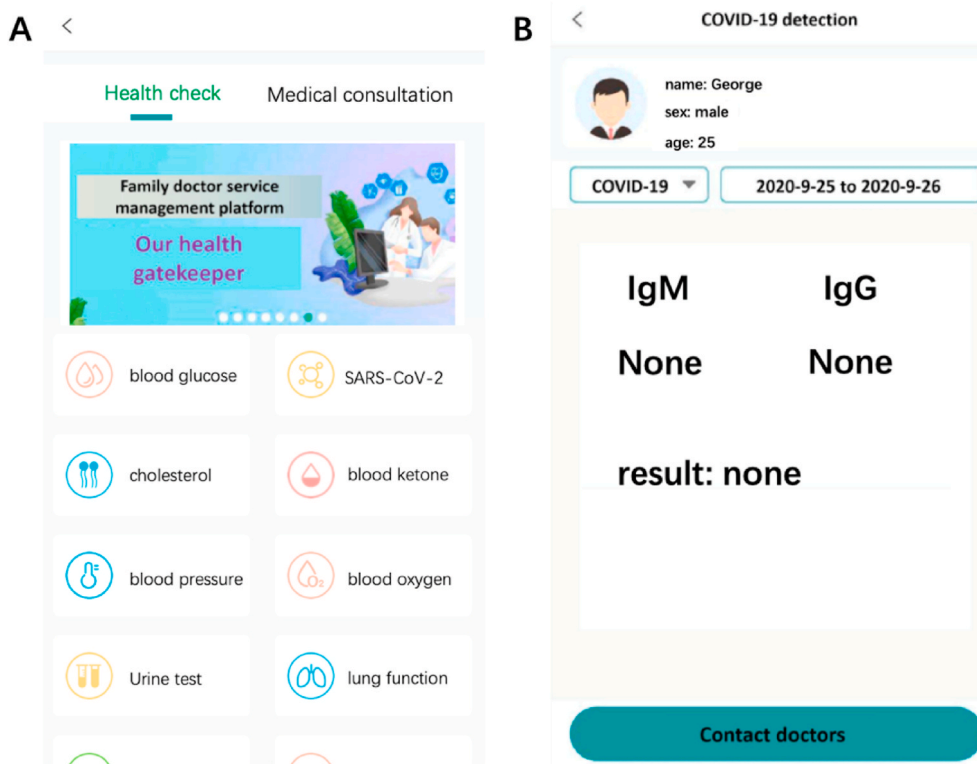 A
Health check
Medical consultation
Family doctor service
management platform
Our health
gatekeeper
blood glucose
SARS-CoV-2
cholesterol
blood ketone
blood pressure
O₂
blood oxygen
Urine test
lung function
B
COVID-19 detection
name: George
sex: male
age: 25
COVID-19
2020-9-25 to 2020-9-26
IgM
IgG
None
None
result: none
Contact doctors